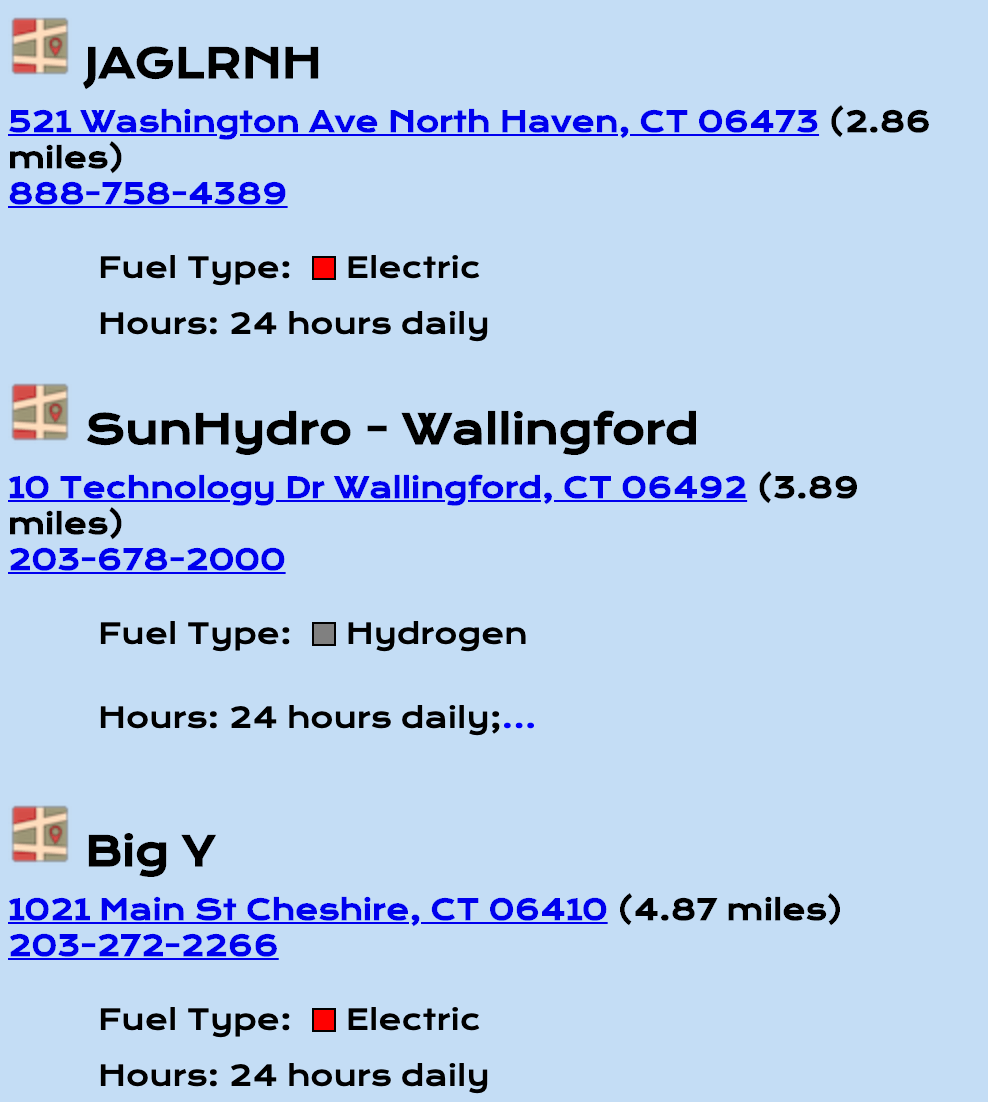 JAGLRNH
521 Washington Ave North Haven, CT 06473 (2.86
miles)
888-758-4389
Fuel Type: Electric
Hours: 24 hours daily
SunHydro - Wallingford
10 Technology Dr Wallingford, CT 06492 (3.89
miles)
203-678-2000
Fuel Type: Hydrogen
Hours: 24 hours daily;...
Big Y
1021 Main St Cheshire, CT 06410 (4.87 miles)
203-272-2266
Fuel Type: Electric
Hours: 24 hours daily